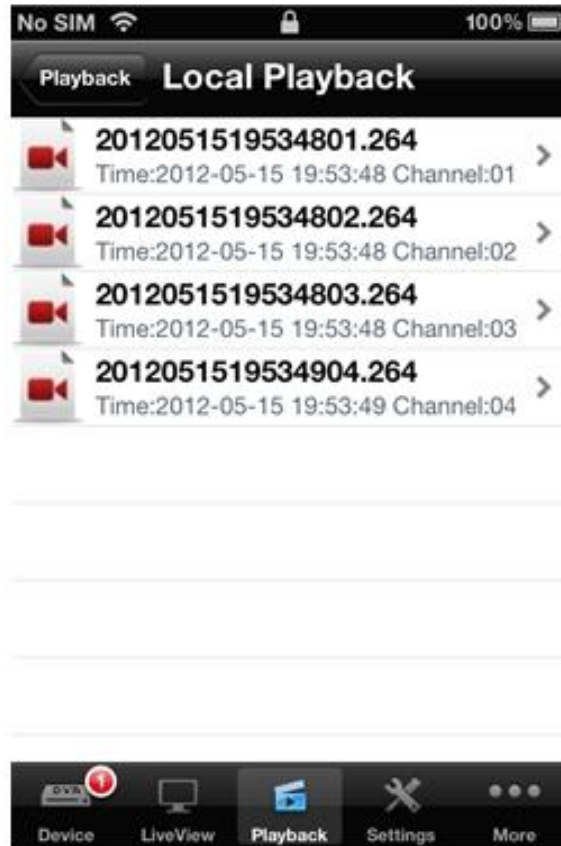 No SIM 100%
Playback Local Playback
2012051519534801.264
Time:2012-05-15 19:53:48 Channel:01
2012051519534802.264
Time:2012-05-15 19:53:48 Channel:02
2012051519534803.264
Time:2012-05-15 19:53:48 Channel:03
2012051519534904.264
Time:2012-05-15 19:53:49 Channel:04
DVR 1
Device LiveView Playback Settings More